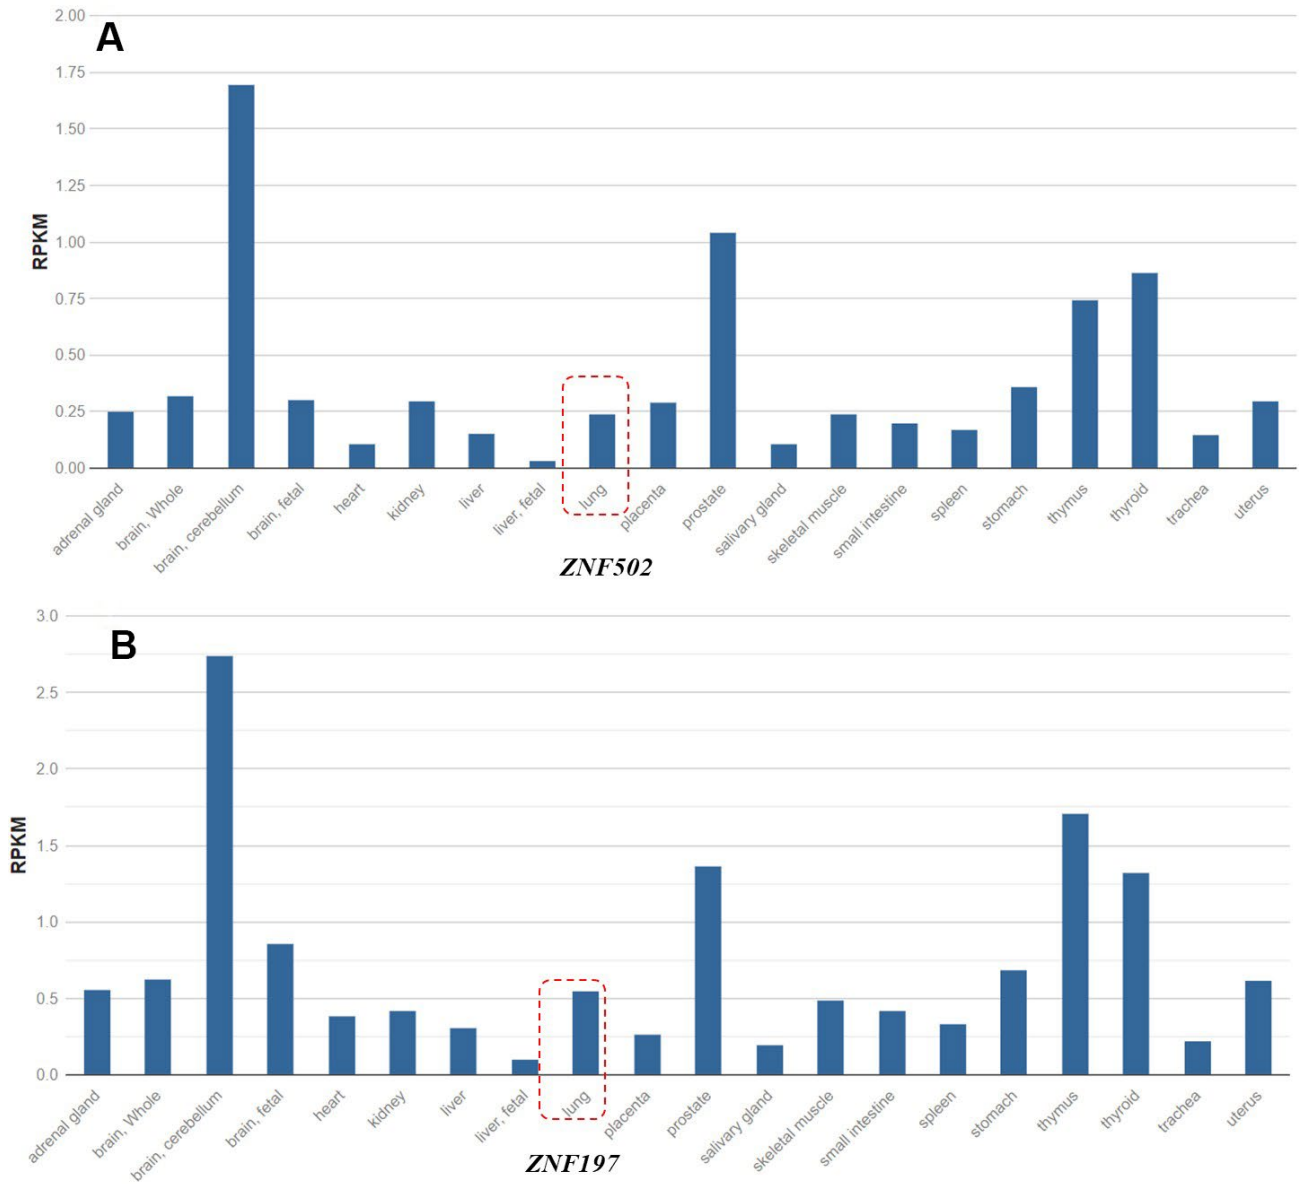 A
2.00
1.75
1.50
1.25
1.00
0.75
0.50
0.25
0.00
RPKM
adrenal gland
brain, Whole
brain, cerebellum
brain, fetal
heart
kidney
liver
liver, fetal
lung
placenta
prostate
salivary gland
skeletal muscle
small intestine
spleen
stomach
thymus
thyroid
trachea
uterus
ZNF502
B
3.0
2.5
2.0
1.5
1.0
0.5
0.0
RPKM
adrenal gland
brain, Whole
brain, cerebellum
brain, fetal
heart
kidney
liver
liver, fetal
lung
placenta
prostate
salivary gland
skeletal muscle
small intestine
spleen
stomach
thymus
thyroid
trachea
uterus
ZNF197